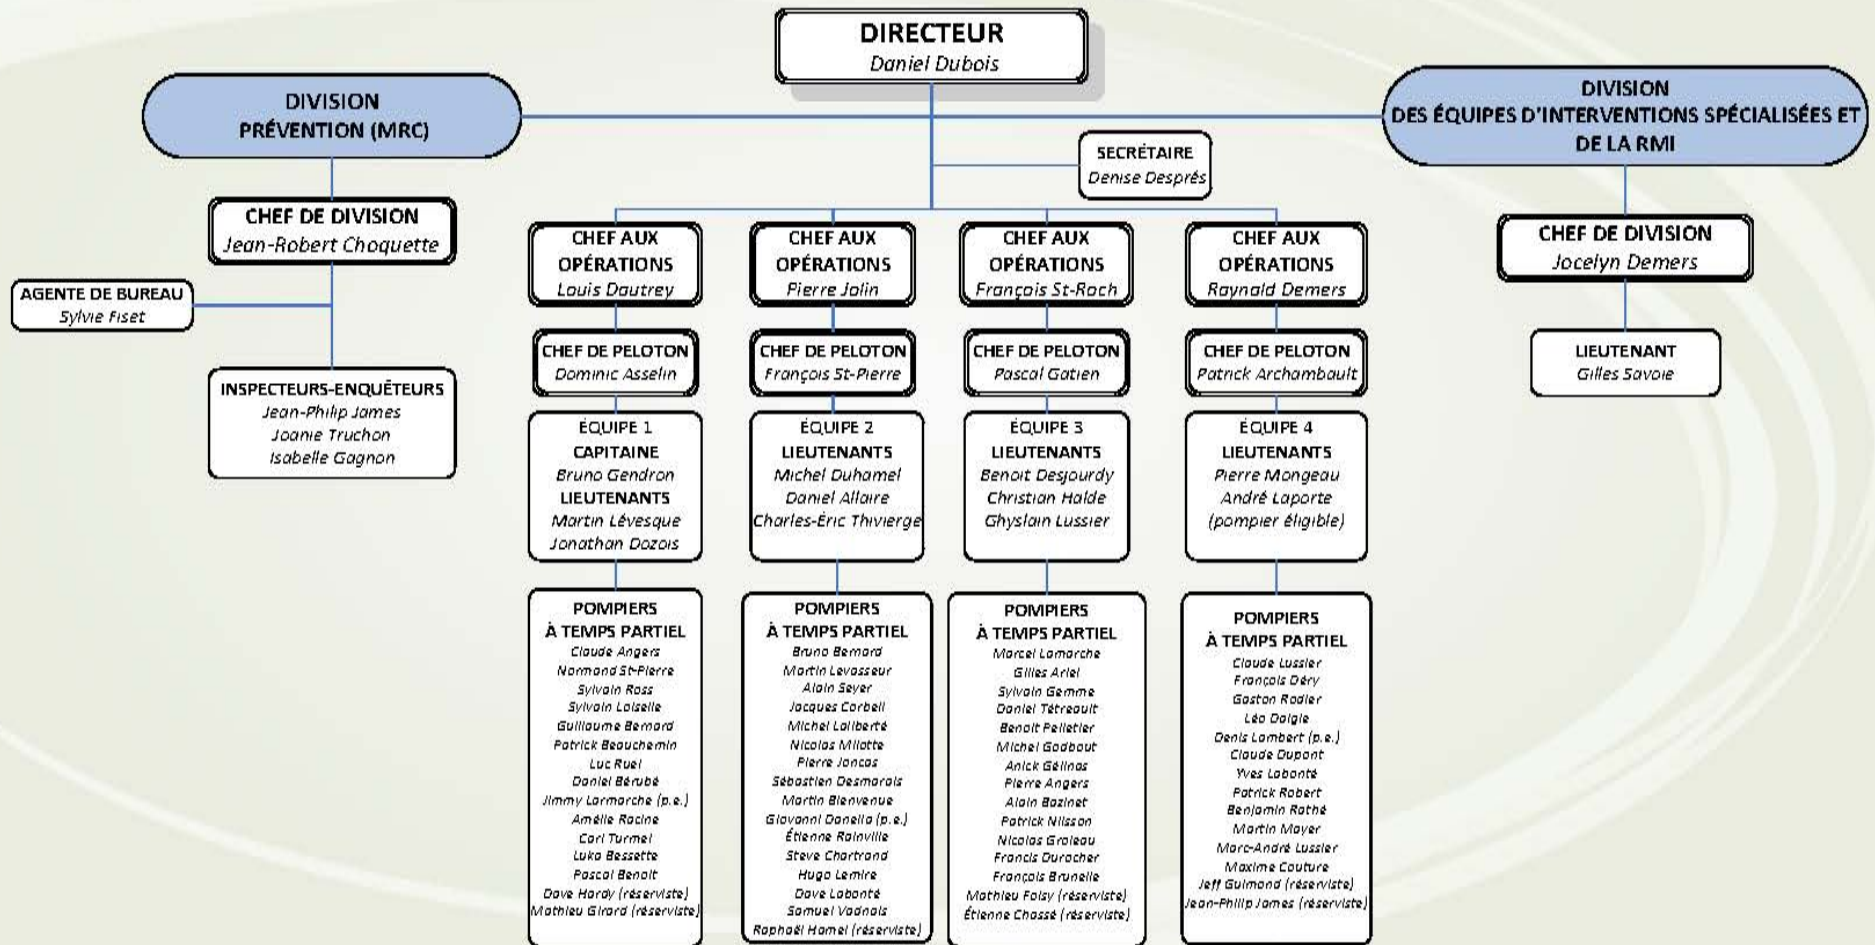 DIRECTEUR
Daniel Dubois
DIVISION
PRÉVENTION (MRC)
DIVISION
DES ÉQUIPES D'INTERVENTIONS SPÉCIALISÉES ET
DE LA RMI
SECRÉTAIRE
Denise Després
CHEF DE DIVISION
Jean-Robert Choquette
AGENTE DE BUREAU
Sylvie Fiset
INSPECTEURS-ENQUÊTEURS
Jean-Philip James
Joanie Truchon
Isabelle Gagnon
CHEF AUX
OPÉRATIONS
Louis Dautrey
CHEF DE PELOTON
Dominic Asselin
ÉQUIPE 1
CAPITAINE
Bruno Gendron
LIEUTENANTS
Martin Lévesque
Jonathan Dozois
POMPIERS
À TEMPS PARTIEL
Claude Angers
Normand St-Pierre
Sylvain Ross
Sylvain Loiselle
Guillaume Bernard
Patrick Beauchemin
Luc Ruel
Daniel Bérubé
Jimmy Larmarche (p.e.)
Amélie Racine
Carl Turmel
Luka Bessette
Pascal Benoit
Dave Hardy (réserviste)
Mathieu Girard (réserviste)
CHEF AUX
OPÉRATIONS
Pierre Jolin
CHEF DE PELOTON
François St-Pierre
ÉQUIPE 2
LIEUTENANTS
Michel Duhamel
Daniel Allaire
Charles-Éric Thivierge
POMPIERS
À TEMPS PARTIEL
Bruno Bernard
Martin Levasseur
Alain Seyer
Jacques Corbeil
Michel Laliberté
Nicolas Milotte
Pierre Joncas
Sébastien Desmarais
Martin Bienvenue
Giovanni Danella (p.e.)
Étienne Rainville
Steve Chartrand
Hugo Lemire
Dave Labonté
Samuel Vadnais
Raphaël Hamel (réserviste)
CHEF AUX
OPÉRATIONS
François St-Roch
CHEF DE PELOTON
Pascal Gatien
ÉQUIPE 3
LIEUTENANTS
Benoit Desjourdy
Christian Halde
Ghyslain Lussier
POMPIERS
À TEMPS PARTIEL
Marcel Lamarche
Gilles Ariel
Sylvain Gemme
Daniel Tétreault
Benoit Pelletier
Michel Godbout
Anick Gélinas
Pierre Angers
Alain Bazinet
Patrick Nilsson
Nicolas Groleau
Francis Durocher
François Brunelle
Mathieu Foisy (réserviste)
Étienne Chassé (réserviste)
CHEF AUX
OPÉRATIONS
Raynald Demers
CHEF DE PELOTON
Patrick Archambault
ÉQUIPE 4
LIEUTENANTS
Pierre Mongeau
André Laporte
(pompier éligible)
POMPIERS
À TEMPS PARTIEL
Claude Lussier
François Déry
Gaston Rodier
Léo Daigle
Denis Lambert (p.e.)
Claude Dupont
Yves Labonté
Patrick Robert
Benjamin Rathé
Martin Mayer
Marc-André Lussier
Maxime Couture
Jeff Guimond (réserviste)
Jean-Philip James (réserviste)
CHEF DE DIVISION
Jocelyn Demers
LIEUTENANT
Gilles Savoie